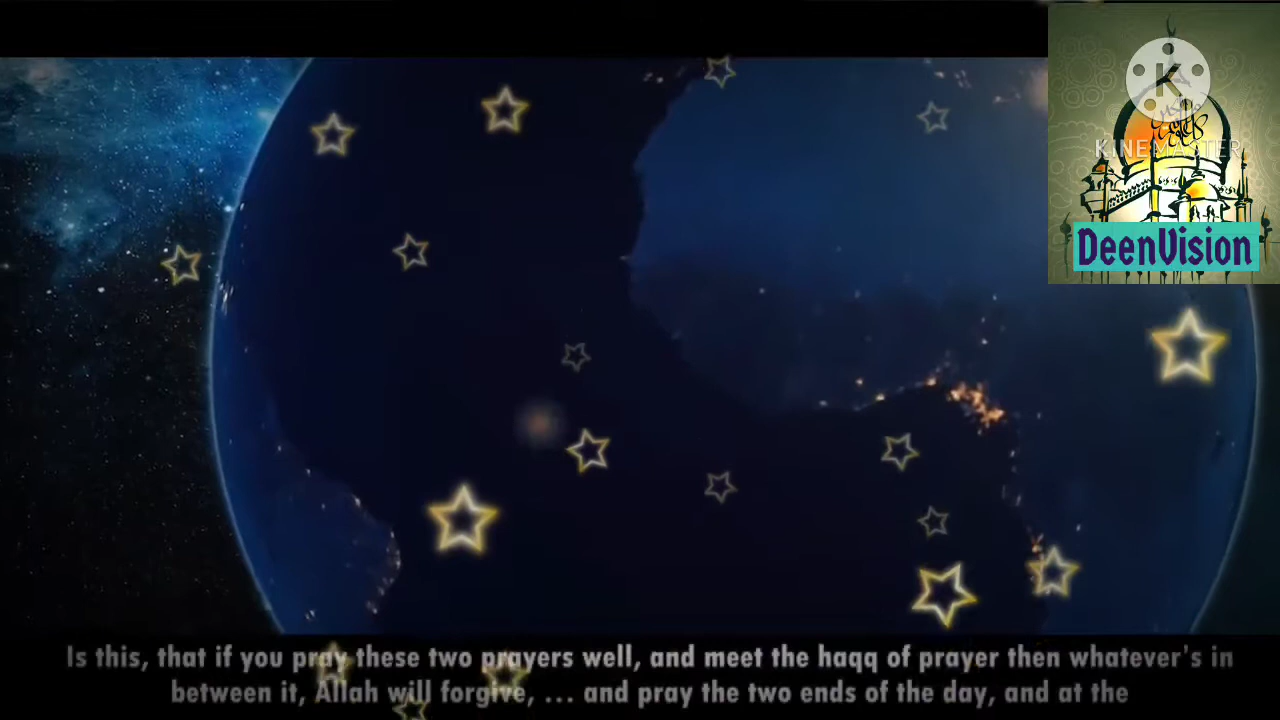 K
KINEMASTER
DeenVision
Is this, that if you pray these two prayers well, and meet the haqq of prayer then whatever's in
between it, Allah will forgive, ... and pray the two ends of the day, and at the